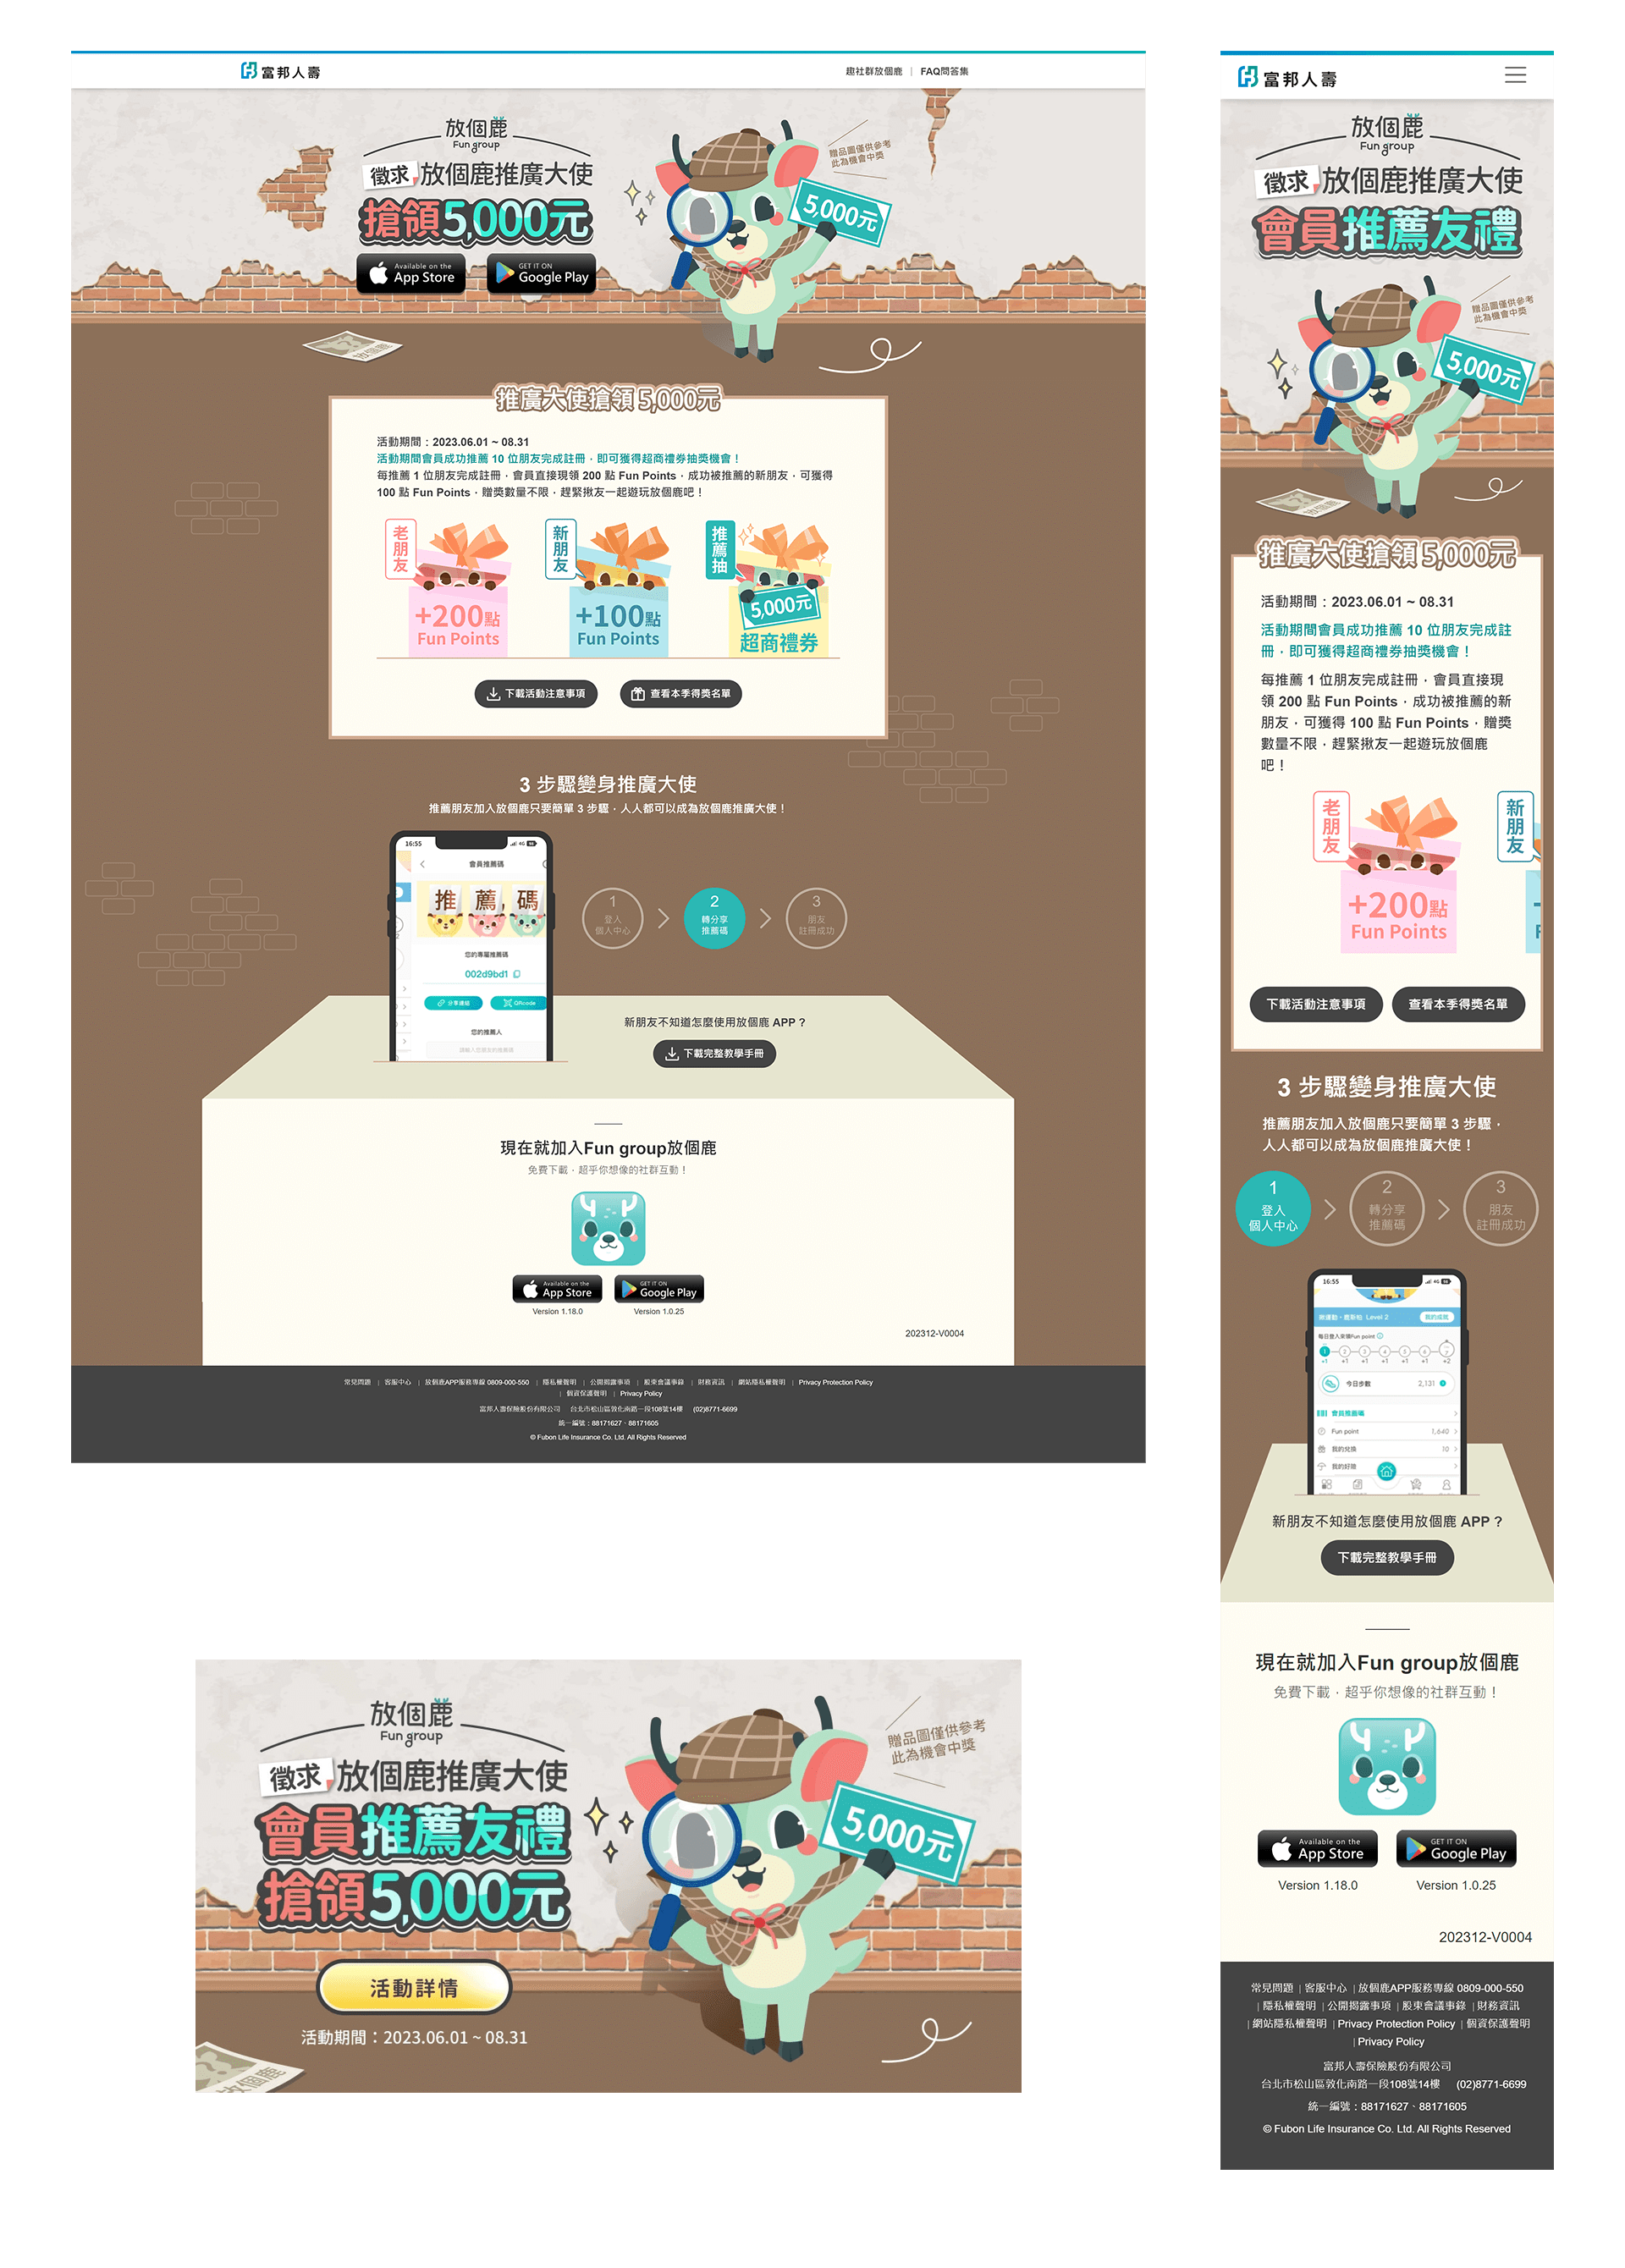 富邦人壽
趣社群放個鹿 | FAQ問答集
放個鹿
Fun group
徵求 放個鹿推廣大使
搶領5,000元
Available on the
App Store
GET IT ON
Google Play
贈品圖僅供參考
此為機會中獎
5,000元
放個鹿
推廣大使搶領 5,000元
活動期間：2023.06.01 ~ 08.31
活動期間會員成功推薦 10 位朋友完成註冊，即可獲得超商禮券抽獎機會！
每推薦 1 位朋友完成註冊，會員直接現領 200 點 Fun Points，成功被推薦的新朋友，可獲得
100 點 Fun Points，贈獎數量不限，趕緊揪友一起遊玩放個鹿吧！
老朋友
+200點
Fun Points
新朋友
+100點
Fun Points
推薦抽
5,000元
超商禮券
下載活動注意事項
查看本季得獎名單
3 步驟變身推廣大使
推薦朋友加入放個鹿只要簡單 3 步驟，人人都可以成為放個鹿推廣大使！
16:55
4G
會員推薦碼
推薦碼
您的專屬推薦碼
002d9bd1
分享連結
QRcode
您的推薦人
請輸入您朋友的推薦碼
1
登入
個人中心
2
轉分享
推薦碼
3
朋友
註冊成功
新朋友不知道怎麼使用放個鹿 APP？
下載完整教學手冊
現在就加入Fun group放個鹿
免費下載，超乎你想像的社群互動！
Available on the
App Store
GET IT ON
Google Play
Version 1.18.0
Version 1.0.25
202312-V0004
常見問題 | 客服中心 | 放個鹿APP服務專線 0809-000-550 | 隱私權聲明 | 公開揭露事項 | 股東會議事錄 | 財務資訊 | 網站隱私權聲明 | Privacy Protection Policy
| 個資保護聲明 | Privacy Policy
富邦人壽保險股份有限公司 台北市松山區敦化南路一段108號14樓 (02)8771-6699
統一編號：88171627、88171605
© Fubon Life Insurance Co. Ltd. All Rights Reserved
放個鹿
Fun group
徵求 放個鹿推廣大使
會員推薦友禮
搶領5,000元
活動詳情
活動期間：2023.06.01 ~ 08.31
贈品圖僅供參考
此為機會中獎
5,000元
放個鹿
富邦人壽
放個鹿
Fun group
徵求 放個鹿推廣大使
會員推薦友禮
贈品圖僅供參考
此為機會中獎
5,000元
放個鹿
推廣大使搶領 5,000元
活動期間：2023.06.01 ~ 08.31
活動期間會員成功推薦 10 位朋友完成註
冊，即可獲得超商禮券抽獎機會！
每推薦 1 位朋友完成註冊，會員直接現
領 200 點 Fun Points，成功被推薦的新
朋友，可獲得 100 點 Fun Points，贈獎
數量不限，趕緊揪友一起遊玩放個鹿
吧！
老朋友
+200點
Fun Points
新朋友
下載活動注意事項
查看本季得獎名單
3 步驟變身推廣大使
推薦朋友加入放個鹿只要簡單 3 步驟，
人人都可以成為放個鹿推廣大使！
1
登入
個人中心
2
轉分享
推薦碼
3
朋友
註冊成功
16:55
4G
Level 2
我的成就
每日登入來領Fun point
1 2 3 4 5 6 7
+1 +1 +1 +1 +1 +1 +2
今日步數
2,131
會員推薦碼
Fun point
1,640
我的兌換
10
我的好險
新朋友不知道怎麼使用放個鹿 APP？
下載完整教學手冊
現在就加入Fun group放個鹿
免費下載，超乎你想像的社群互動！
Available on the
App Store
GET IT ON
Google Play
Version 1.18.0
Version 1.0.25
202312-V0004
常見問題 | 客服中心 | 放個鹿APP服務專線 0809-000-550
| 隱私權聲明 | 公開揭露事項 | 股東會議事錄 | 財務資訊
| 網站隱私權聲明 | Privacy Protection Policy | 個資保護聲明
| Privacy Policy
富邦人壽保險股份有限公司
台北市松山區敦化南路一段108號14樓 (02)8771-6699
統一編號：88171627、88171605
© Fubon Life Insurance Co. Ltd. All Rights Reserved